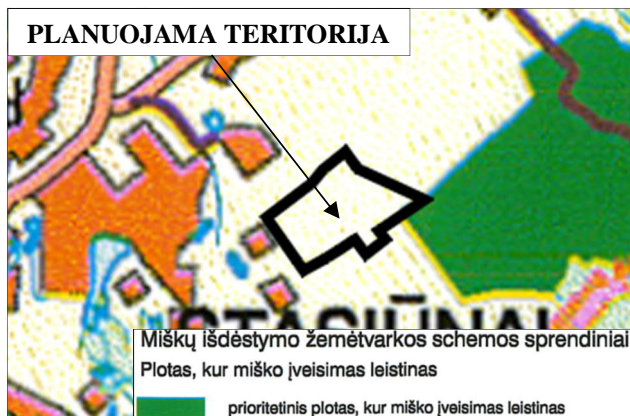 PLANUOJAMA TERITORIJA
STASIŪNAI
Miškų išdėstymo žemėtvarkos schemos sprendiniai
Plotas, kur miško įveisimas leistinas
prioritetinis plotas, kur miško įveisimas leistinas